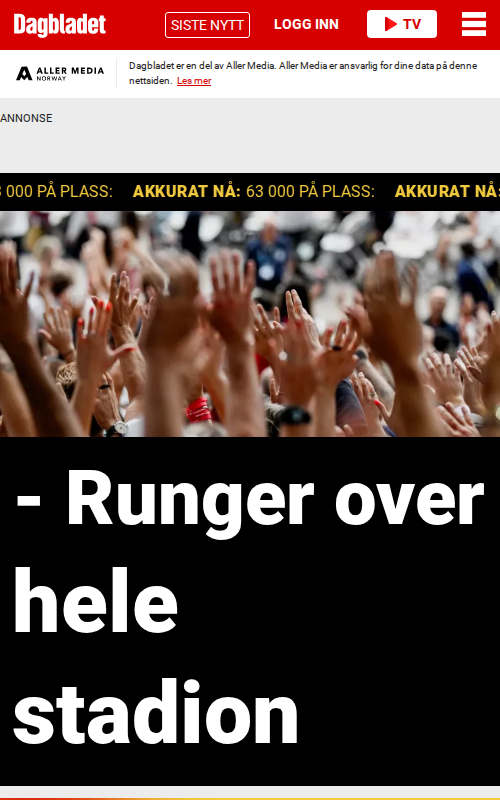 Dagbladet
SISTE NYTT
LOGG INN
TV
ALLER MEDIA
NORWAY
Dagbladet er en del av Aller Media. Aller Media er ansvarlig for dine data på denne
nettsiden. Les mer
ANNONSE
000 PÅ PLASS: AKKURAT NÅ: 63 000 PÅ PLASS: AKKURAT NÅ:
- Runger over
hele
stadion